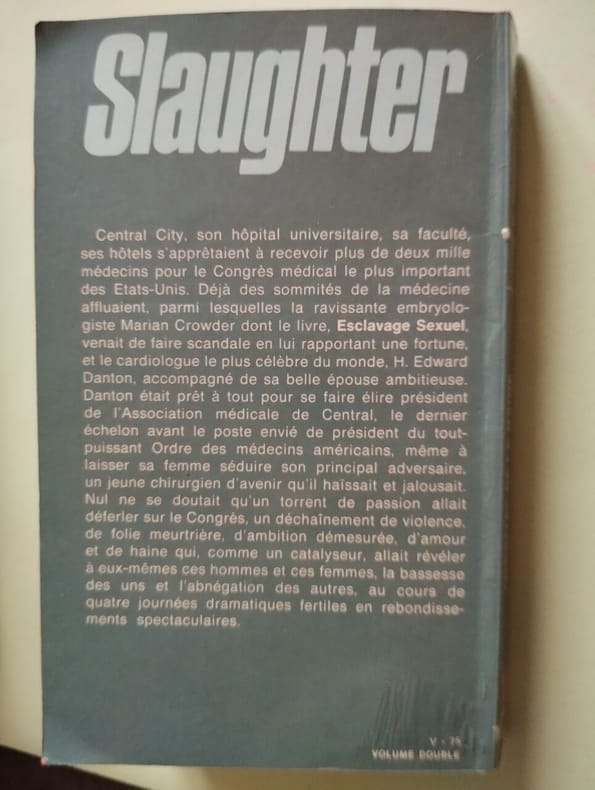 Slaughter
Central City, son hôpital universitaire, sa faculté,
ses hôtels s'apprêtaient à recevoir plus de deux mille
médecins pour le Congrès médical le plus important
des Etats-Unis. Déjà des sommités de la médecine
affluaient, parmi lesquelles la ravissante embryolo-
giste Marian Crowder dont le livre, Esclavage Sexuel,
venait de faire scandale en lui rapportant une fortune,
et le cardiologue le plus célèbre du monde, H. Edward
Danton, accompagné de sa belle épouse ambitieuse.
Danton était prêt à tout pour se faire élire président
de l'Association médicale de Central, le dernier
échelon avant le poste envié de président du tout-
puissant Ordre des médecins américains, même à
laisser sa femme séduire son principal adversaire,
un jeune chirurgien d'avenir qu'il haïssait et jalousait.
Nul ne se doutait qu'un torrent de passion allait
déferler sur le Congrès, un déchaînement de violence,
de folie meurtrière, d'ambition démesurée, d'amour
et de haine qui, comme un catalyseur, allait révéler
à eux-mêmes ces hommes et ces femmes, la bassesse
des uns et l'abnégation des autres, au cours de
quatre journées dramatiques fertiles en rebondisse-
ments spectaculaires.
V - 75
VOLUME DOUBLE